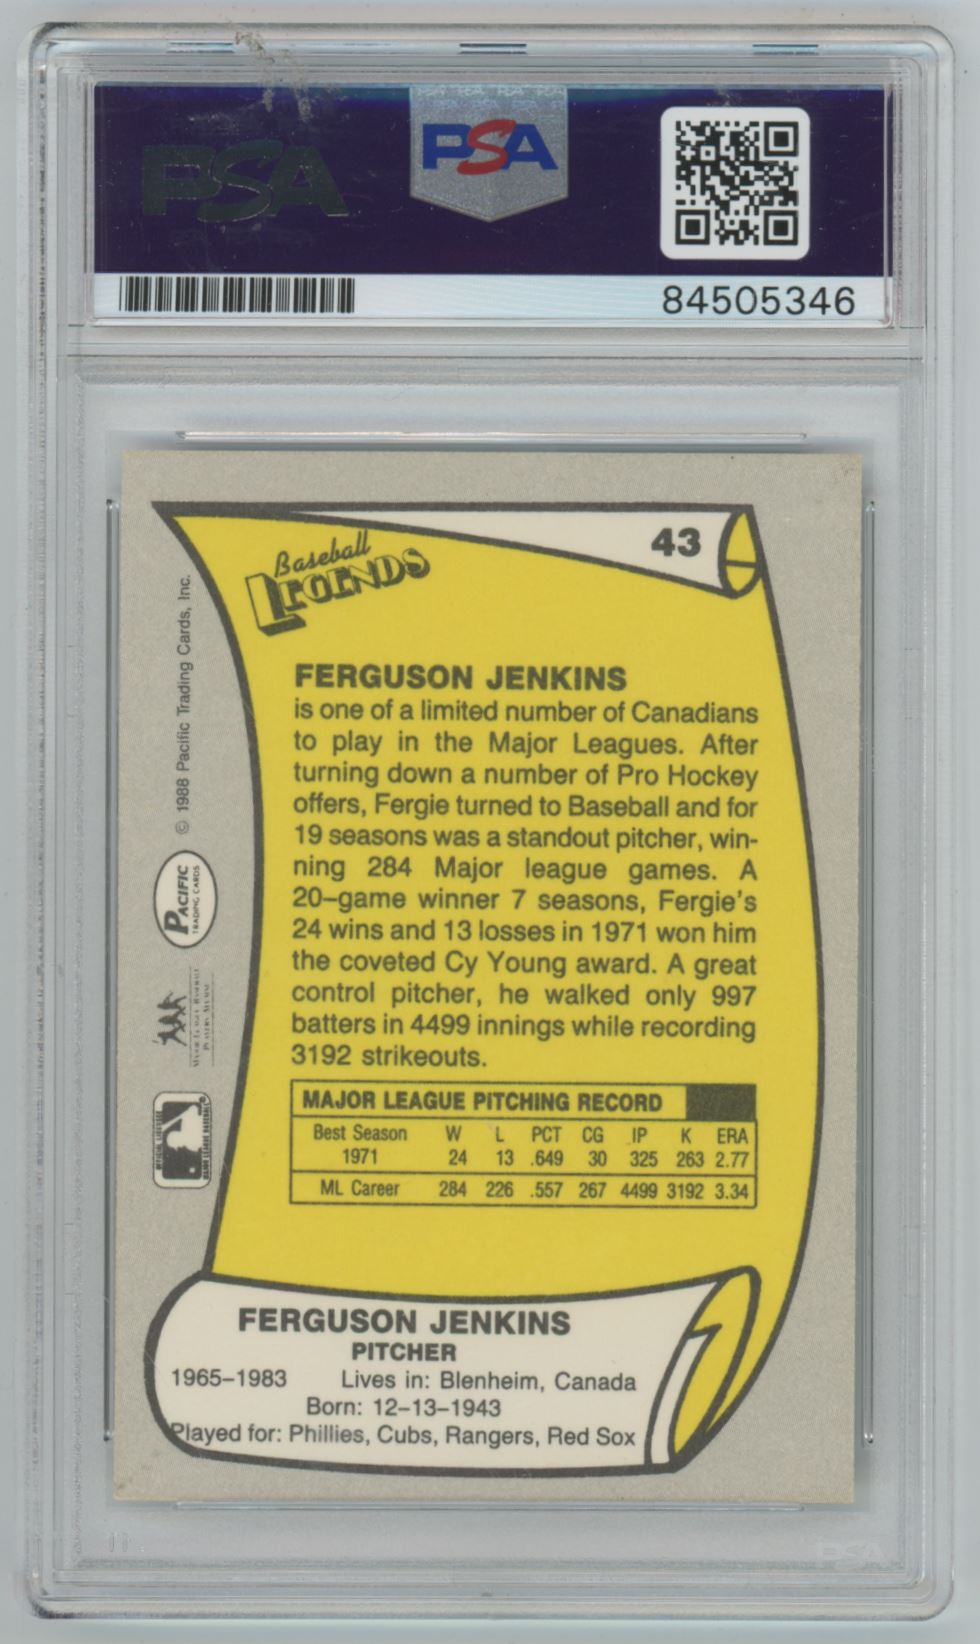 PSA
PSA
84505346
43
Baseball
LEGENDS
FERGUSON JENKINS
is one of a limited number of Canadians
to play in the Major Leagues. After
turning down a number of Pro Hockey
offers, Fergie turned to Baseball and for
19 seasons was a standout pitcher, win-
ning 284 Major league games. A
20–game winner 7 seasons, Fergie's
24 wins and 13 losses in 1971 won him
the coveted Cy Young award. A great
control pitcher, he walked only 997
batters in 4499 innings while recording
3192 strikeouts.
MAJOR LEAGUE PITCHING RECORD
Best Season W L PCT CG IP K ERA
1971 24 13 .649 30 325 263 2.77
ML Career 284 226 .557 267 4499 3192 3.34
FERGUSON JENKINS
PITCHER
1965–1983 Lives in: Blenheim, Canada
Born: 12–13–1943
Played for: Phillies, Cubs, Rangers, Red Sox
© 1988 Pacific Trading Cards, Inc.
PACIFIC
TRADING CARDS
PSA